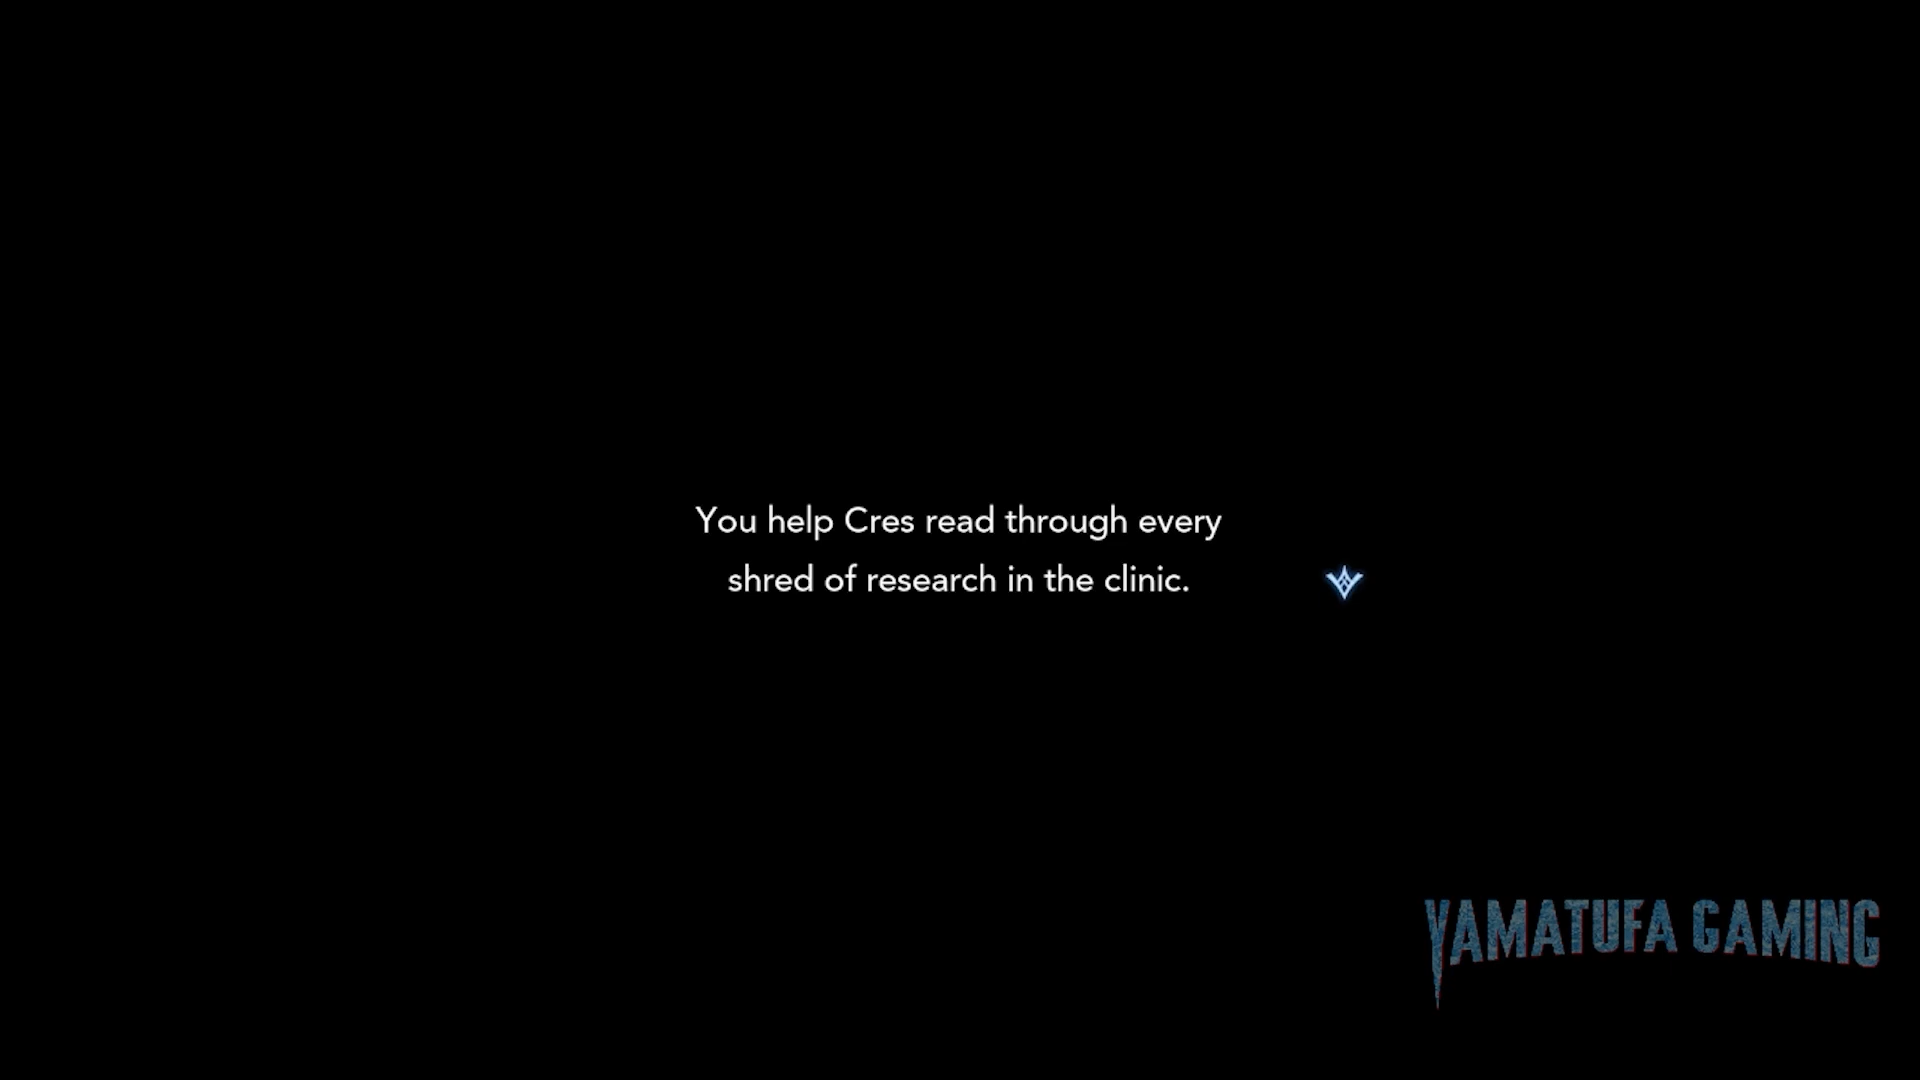 You help Cres read through every
shred of research in the clinic.
YAMATUFA GAMING